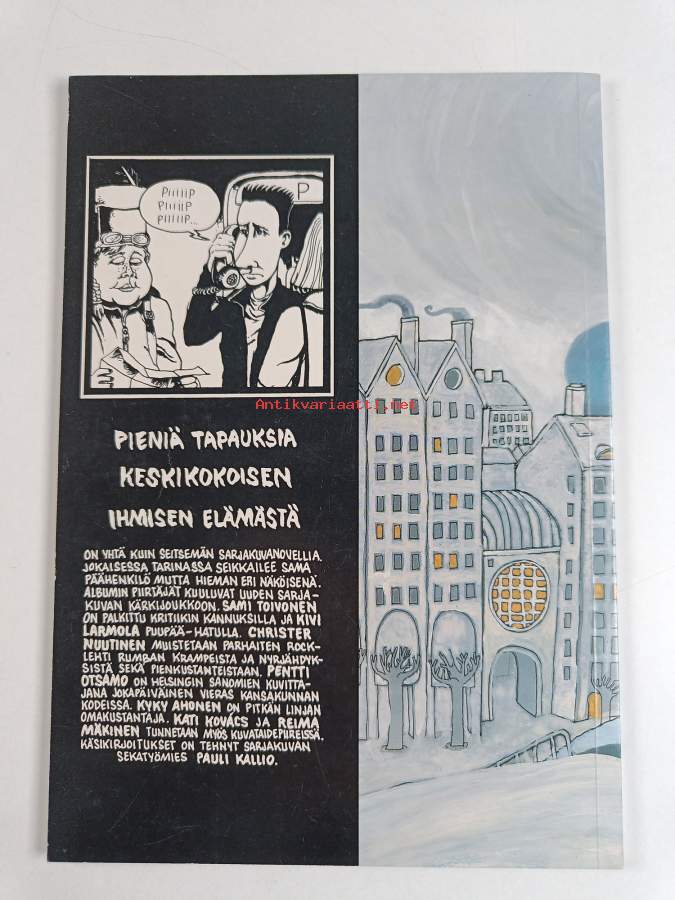 PIIIIIP
PIIIIIP
PIIIIIP...
P
Antikvariaatti.net
PIENIÄ TAPAUKSIA
KESKIKOKOISEN
IHMISEN ELÄMÄSTÄ
ON YHTÄ KUIN SEITSEMÄN SARJAKUVANOVELLIA.
JOKAISESSA TARINASSA SEIKKAILEE SAMA
PÄÄHENKILÖ MUTTA HIEMAN ERI NÄKÖISENÄ.
ALBUMIN PIIRTÄJÄT KUULUVAT UUDEN SARJA-
KUVAN KÄRKIJOUKKOON. SAMI TOIVONEN
ON PALKITTU KRITIIKIN KANNUKSILLA JA KIVI
LARMOLA PUUPÄÄ-HATULLA. CHRISTER
NUUTINEN MUISTETAAN PARHAITEN ROCK-
LEHTI RUMBAN KRAMPEISTA JA NYRJÄHDYK-
SISTÄ SEKÄ PIENKUSTANTEISTAAN. PENTTI
OTSAMO ON HELSINGIN SANOMIEN KUVITTA-
JANA JOKAPÄIVÄINEN VIERAS KANSAKUNNAN
KODEISSA. KYKY AHONEN ON PITKÄN LINJAN
OMAKUSTANTAJA. KATI KOVÁCS JA REIMA
MÄKINEN TUNNETAAN MYÖS KUVATAIDEPIIREISSÄ.
KÄSIKIRJOITUKSET ON TEHNYT SARJAKUVAN
SEKATYÖMIES PAULI KALLIO.